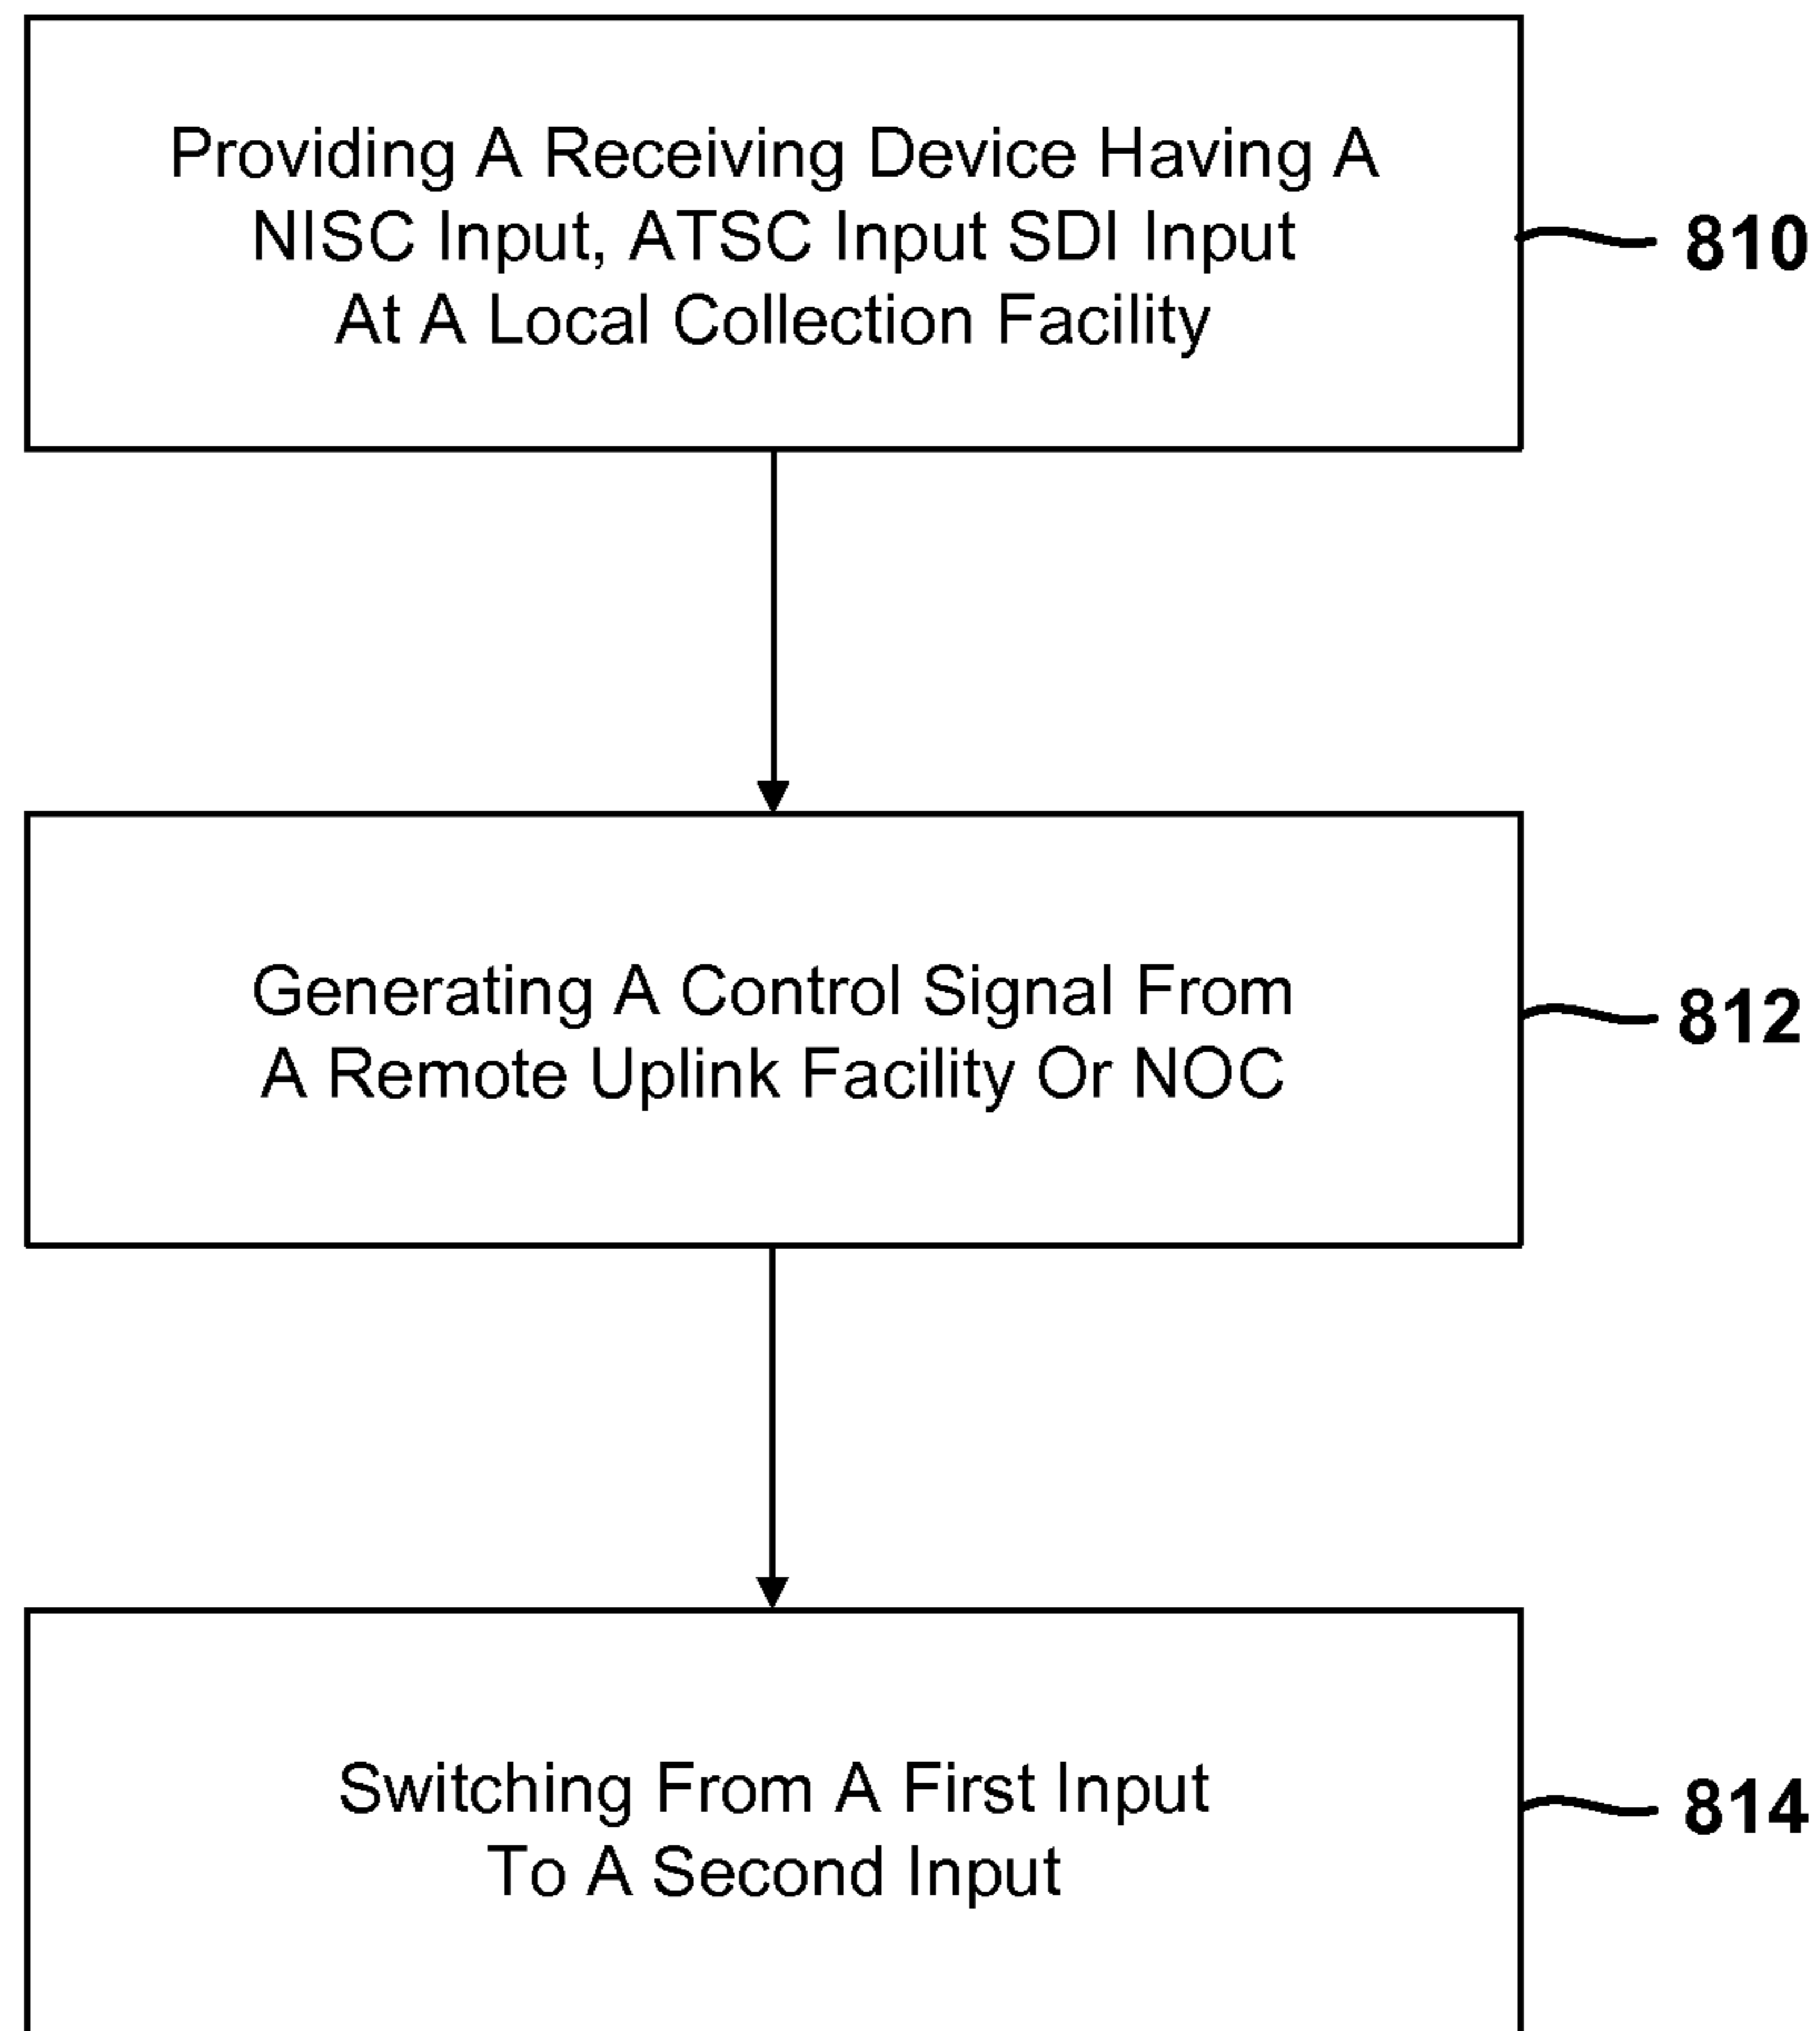 Providing A Receiving Device Having A
NISC Input, ATSC Input SDI Input
At A Local Collection Facility
810
Generating A Control Signal From
A Remote Uplink Facility Or NOC
812
Switching From A First Input
To A Second Input
814